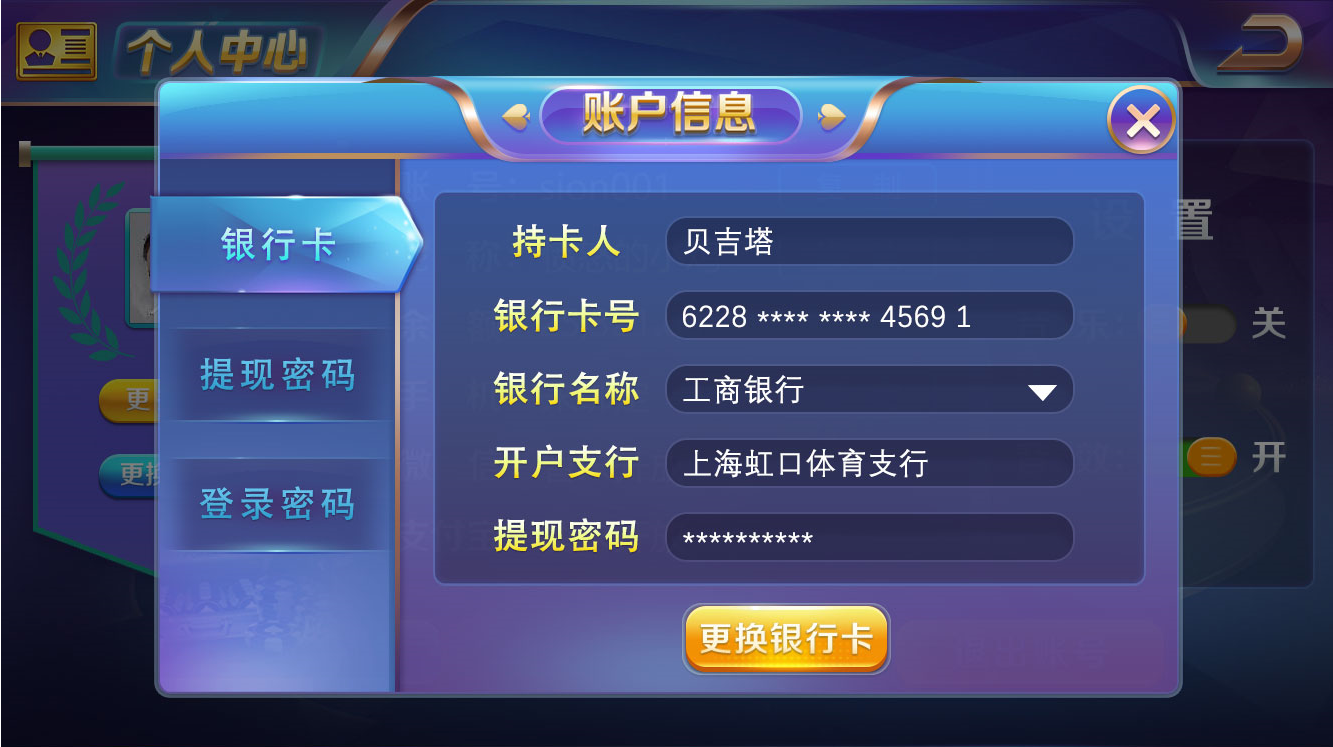 个人中心
账户信息
银行卡
提现密码
登录密码
持卡人 贝吉塔
银行卡号 6228 **** **** 4569 1
银行名称 工商银行
开户支行 上海虹口体育支行
提现密码 **********
更换银行卡
设 置
关
开
更
更换